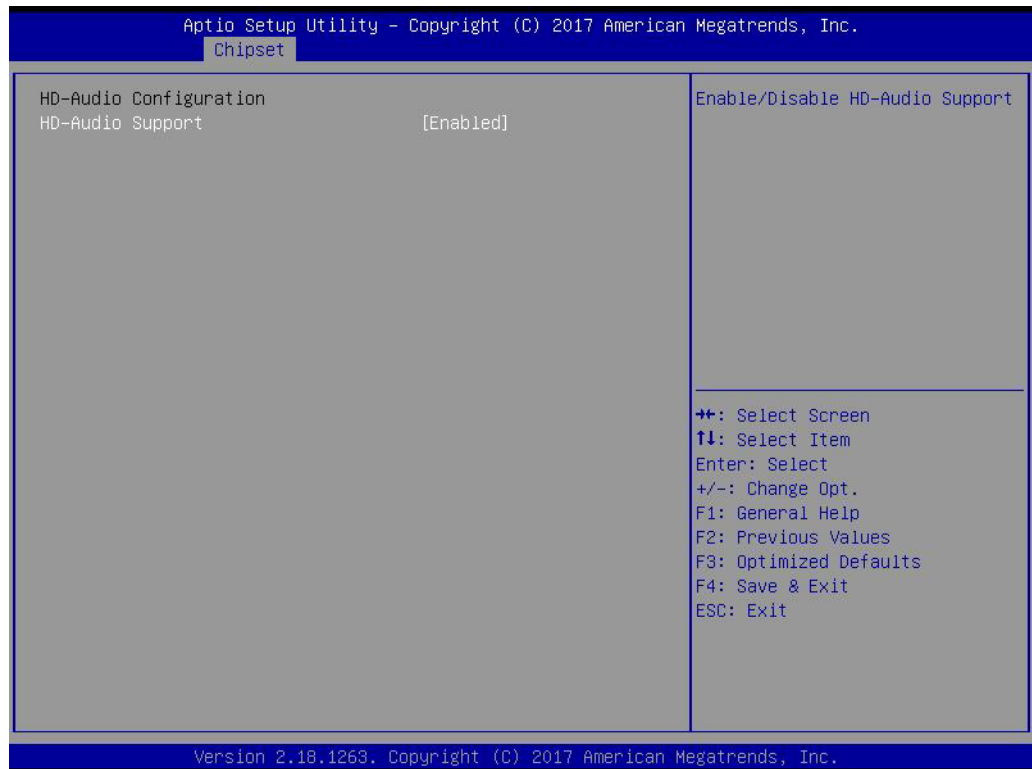 Aptio Setup Utility – Copyright (C) 2017 American Megatrends, Inc.
Chipset
HD-Audio Configuration
HD-Audio Support [Enabled]
Enable/Disable HD-Audio Support
→←: Select Screen
↑↓: Select Item
Enter: Select
+/-: Change Opt.
F1: General Help
F2: Previous Values
F3: Optimized Defaults
F4: Save & Exit
ESC: Exit
Version 2.18.1263. Copyright (C) 2017 American Megatrends, Inc.